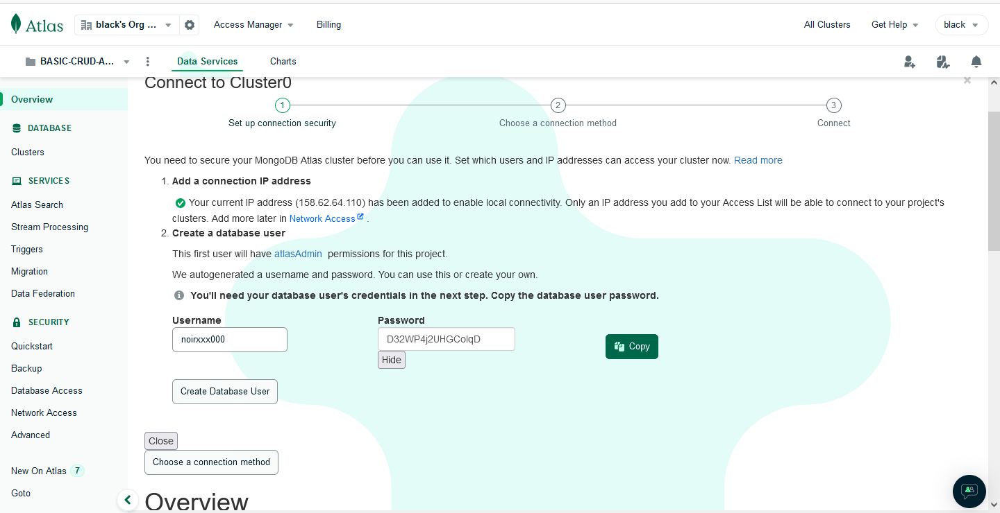 Atlas
black's Org ...
Access Manager
Billing
All Clusters
Get Help
black
BASIC-CRUD-A...
Data Services
Charts
Overview
DATABASE
Clusters
SERVICES
Atlas Search
Stream Processing
Triggers
Migration
Data Federation
SECURITY
Quickstart
Backup
Database Access
Network Access
Advanced
New On Atlas 7
Goto
Connect to Cluster0
1
2
3
Set up connection security
Choose a connection method
Connect
You need to secure your MongoDB Atlas cluster before you can use it. Set which users and IP addresses can access your cluster now. Read more
1. Add a connection IP address
Your current IP address (158.62.64.110) has been added to enable local connectivity. Only an IP address you add to your Access List will be able to connect to your project's
clusters. Add more later in Network Access .
2. Create a database user
This first user will have atlasAdmin permissions for this project.
We autogenerated a username and password. You can use this or create your own.
You'll need your database user's credentials in the next step. Copy the database user password.
Username
Password
noirxxx000
D32WP4j2UHGColqD
Copy
Hide
Create Database User
Close
Choose a connection method
Overview